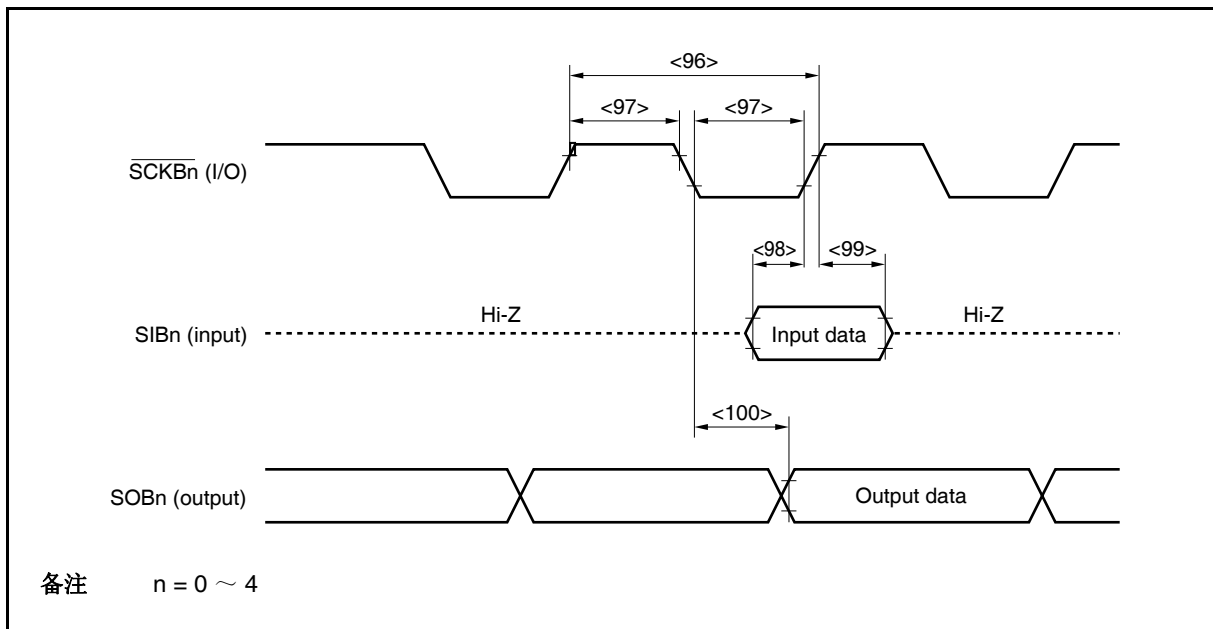 <96>
<97> <97>
S̅C̅K̅B̅n̅ (I/O)
<98> <99>
Hi-Z Hi-Z
SIBn (input) Input data
<100>
SOBn (output) Output data
备注 n = 0 ～ 4